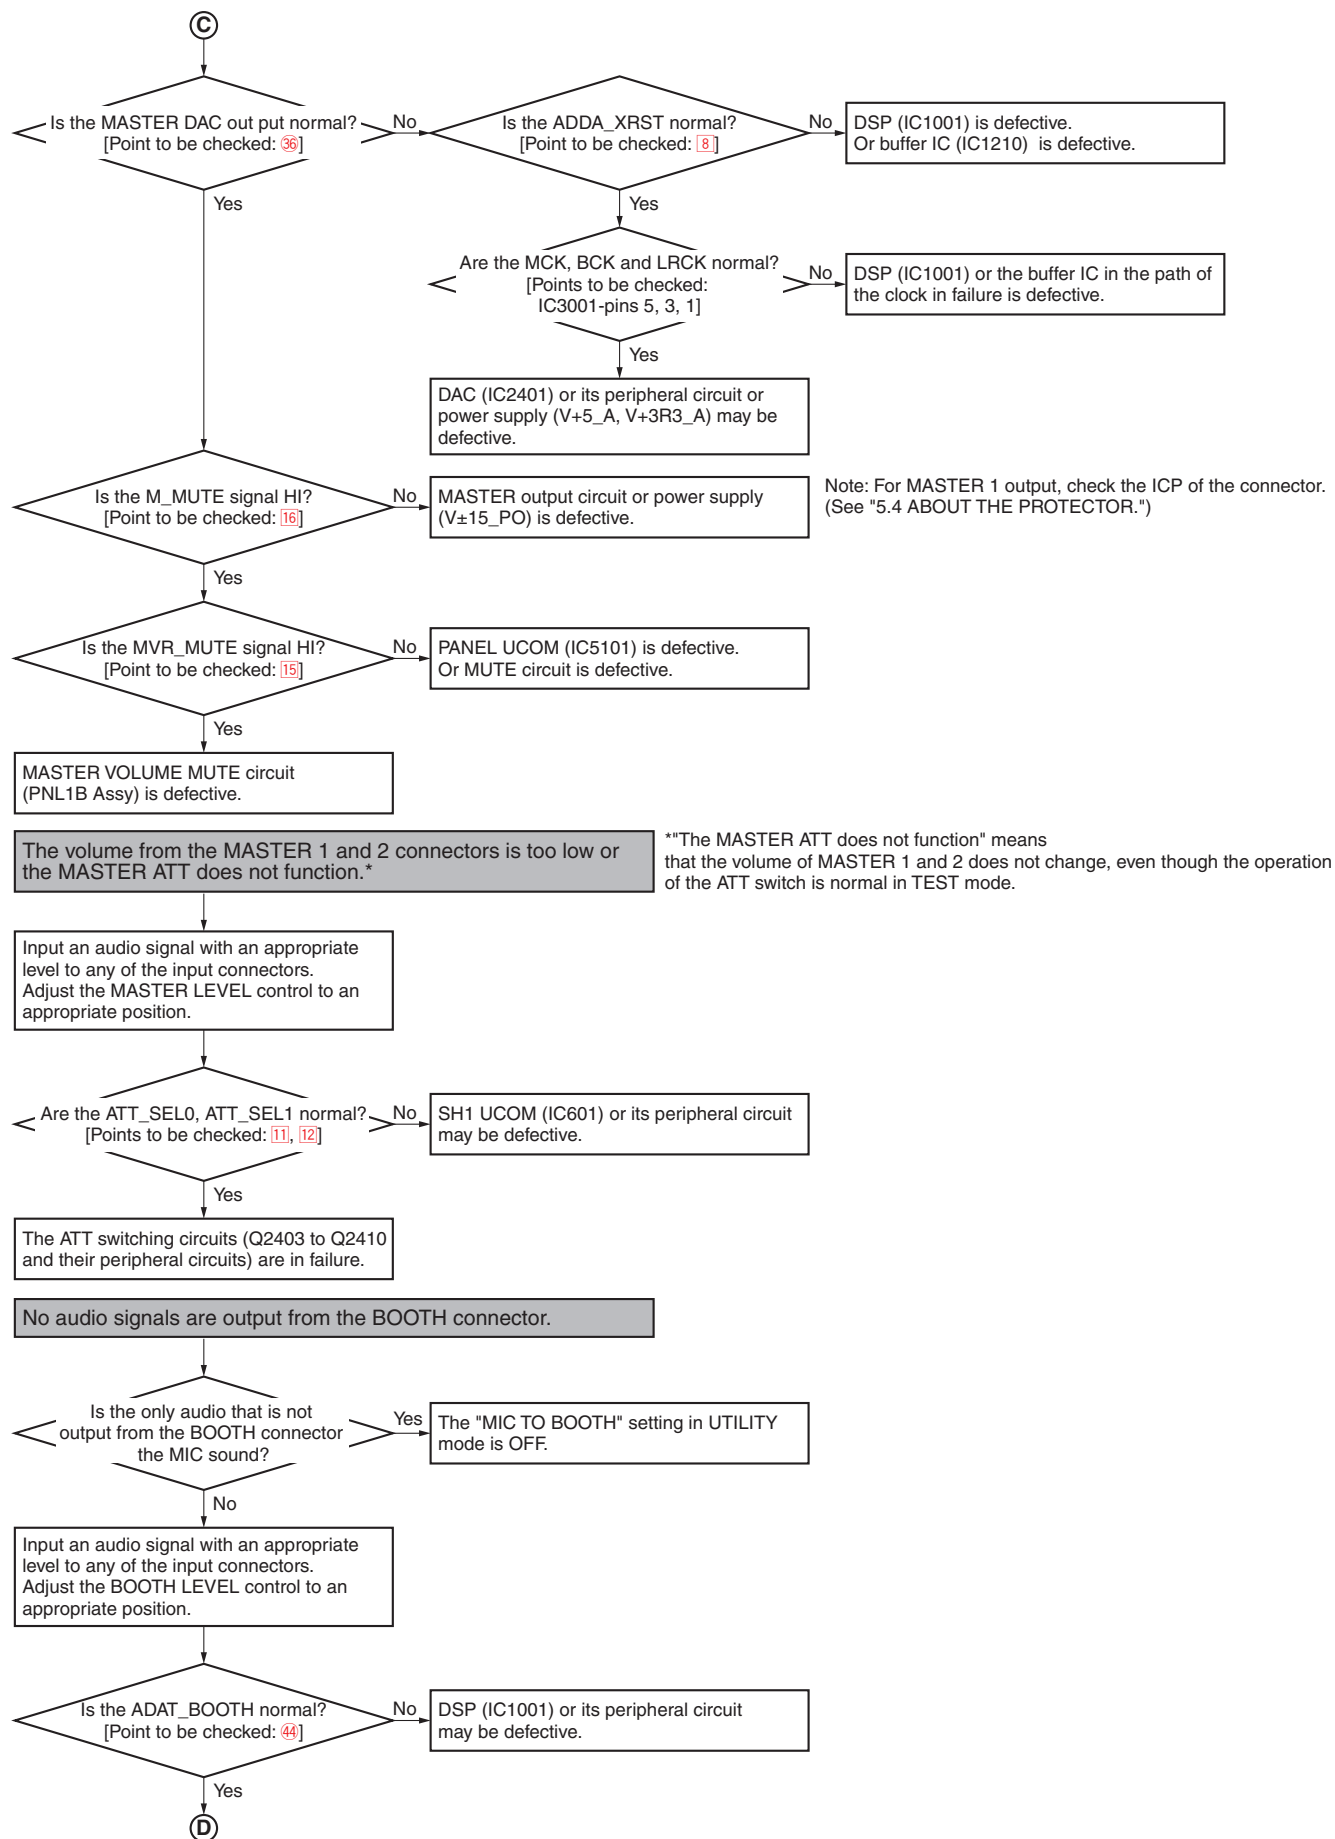 C
Is the MASTER DAC out put normal?
[Point to be checked: 36]
No
Is the ADDA_XRST normal?
[Point to be checked: 8]
No
DSP (IC1001) is defective.
Or buffer IC (IC1210) is defective.
Yes
Yes
Are the MCK, BCK and LRCK normal?
[Points to be checked:
IC3001-pins 5, 3, 1]
No
DSP (IC1001) or the buffer IC in the path of
the clock in failure is defective.
Yes
DAC (IC2401) or its peripheral circuit or
power supply (V+5_A, V+3R3_A) may be
defective.
Is the M_MUTE signal HI?
[Point to be checked: 16]
No
MASTER output circuit or power supply
(V±15_PO) is defective.
Note: For MASTER 1 output, check the ICP of the connector.
(See "5.4 ABOUT THE PROTECTOR.")
Yes
Is the MVR_MUTE signal HI?
[Point to be checked: 15]
No
PANEL UCOM (IC5101) is defective.
Or MUTE circuit is defective.
Yes
MASTER VOLUME MUTE circuit
(PNL1B Assy) is defective.
The volume from the MASTER 1 and 2 connectors is too low or
the MASTER ATT does not function.*
*"The MASTER ATT does not function" means
that the volume of MASTER 1 and 2 does not change, even though the operation
of the ATT switch is normal in TEST mode.
Input an audio signal with an appropriate
level to any of the input connectors.
Adjust the MASTER LEVEL control to an
appropriate position.
Are the ATT_SEL0, ATT_SEL1 normal?
[Points to be checked: 11, 12]
No
SH1 UCOM (IC601) or its peripheral circuit
may be defective.
Yes
The ATT switching circuits (Q2403 to Q2410
and their peripheral circuits) are in failure.
No audio signals are output from the BOOTH connector.
Is the only audio that is not
output from the BOOTH connector
the MIC sound?
Yes
The "MIC TO BOOTH" setting in UTILITY
mode is OFF.
No
Input an audio signal with an appropriate
level to any of the input connectors.
Adjust the BOOTH LEVEL control to an
appropriate position.
Is the ADAT_BOOTH normal?
[Point to be checked: 44]
No
DSP (IC1001) or its peripheral circuit
may be defective.
Yes
D